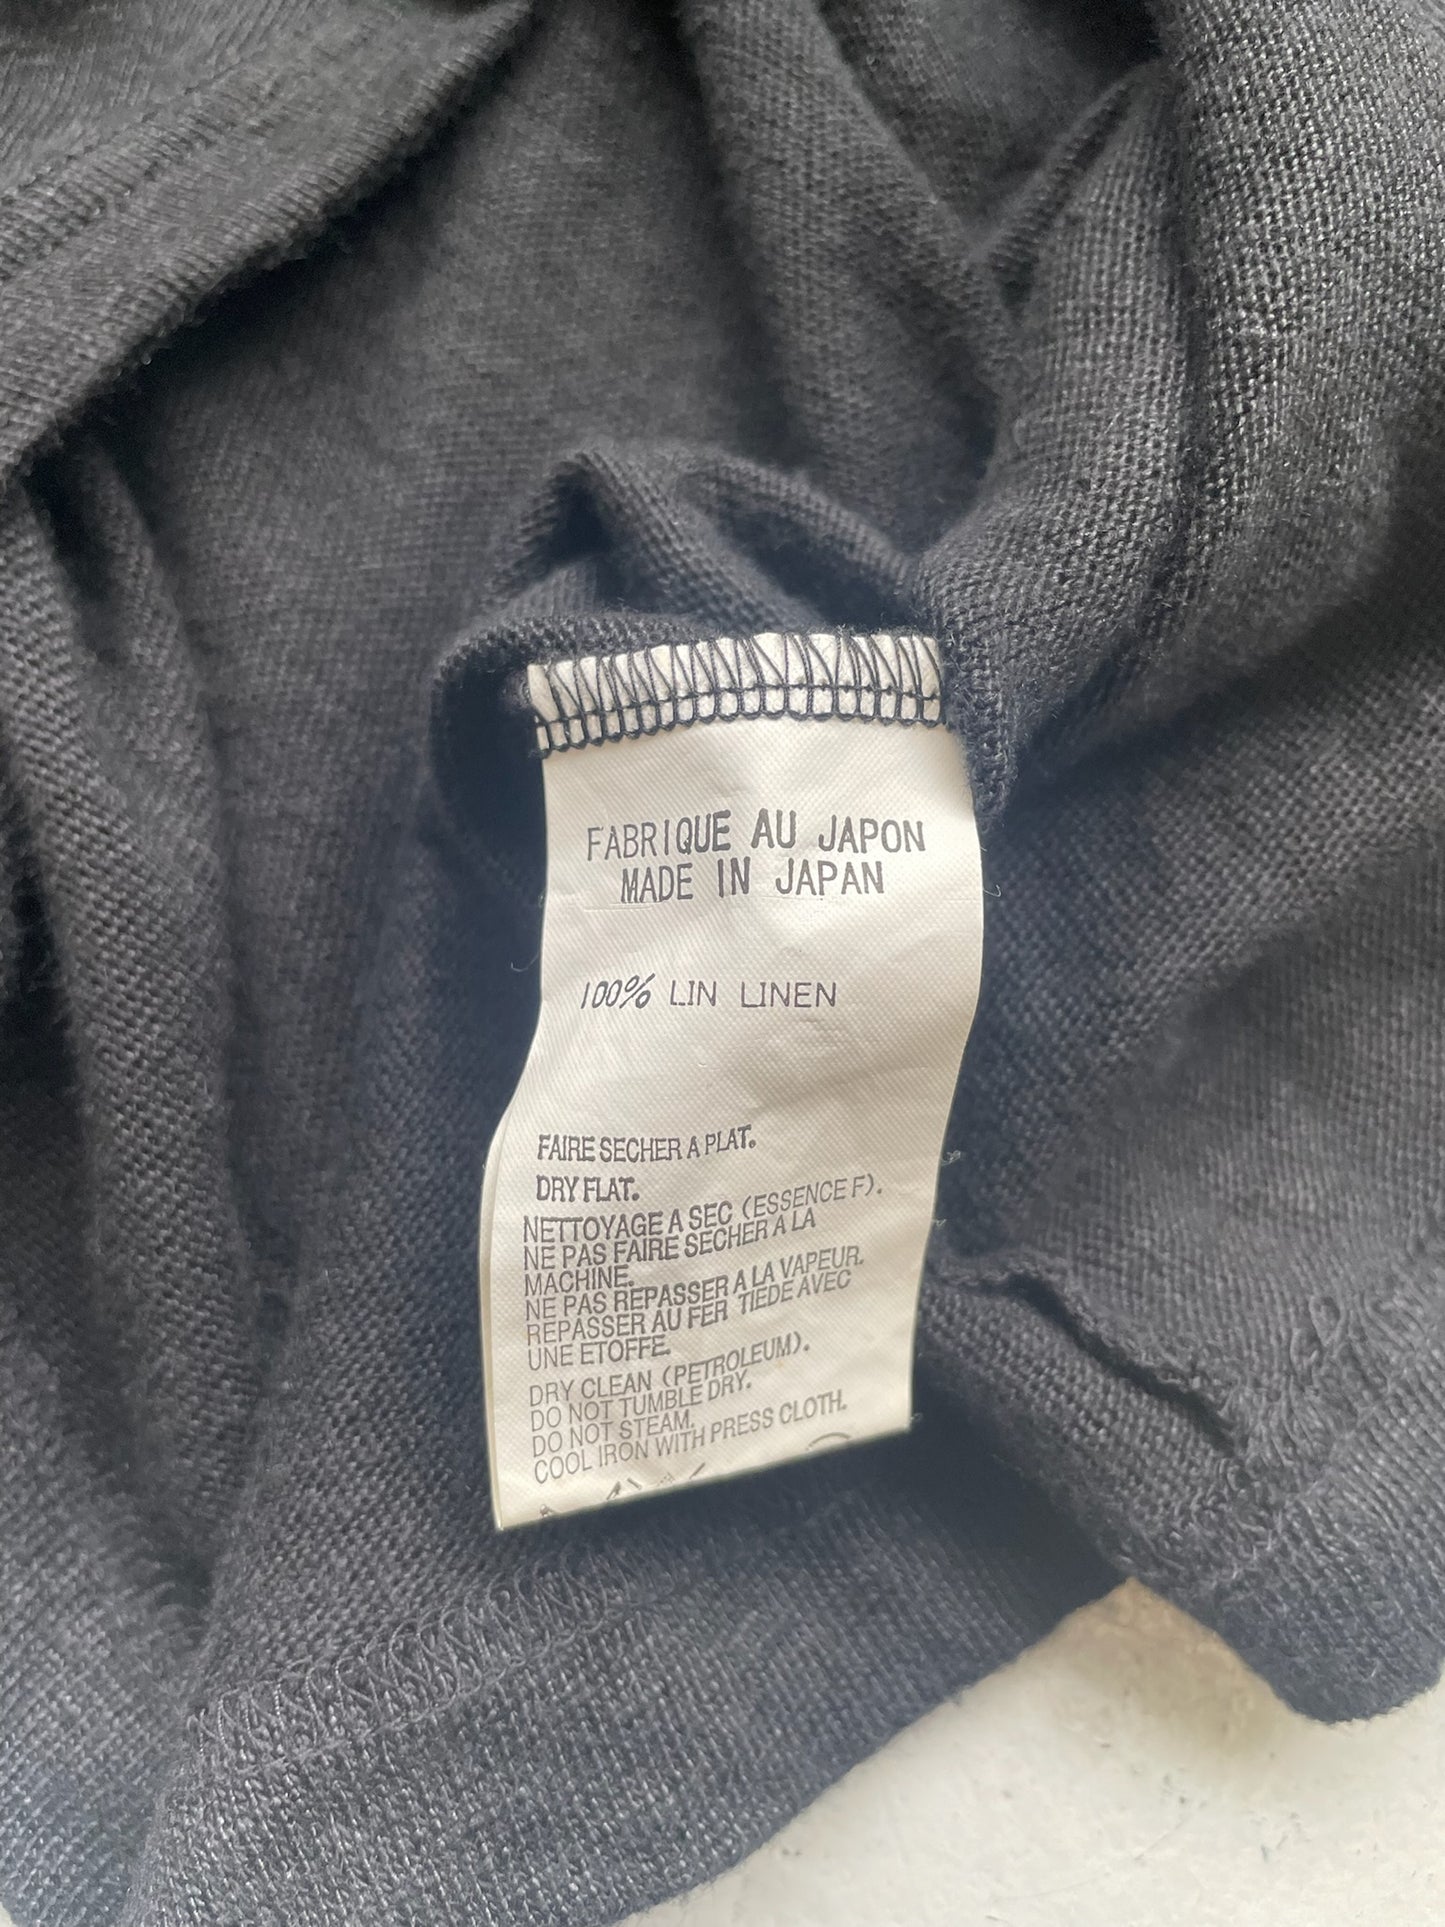 FABRIQUE AU JAPON
MADE IN JAPAN
100% LIN LINEN
FAIRE SECHER A PLAT.
DRY FLAT.
NETTOYAGE A SEC (ESSENCE F).
NE PAS FAIRE SECHER A LA
MACHINE.
NE PAS REPASSER A LA VAPEUR.
REPASSER AU FER TIEDE AVEC
UNE ETOFFE.
DRY CLEAN (PETROLEUM).
DO NOT TUMBLE DRY.
DO NOT STEAM.
COOL IRON WITH PRESS CLOTH.